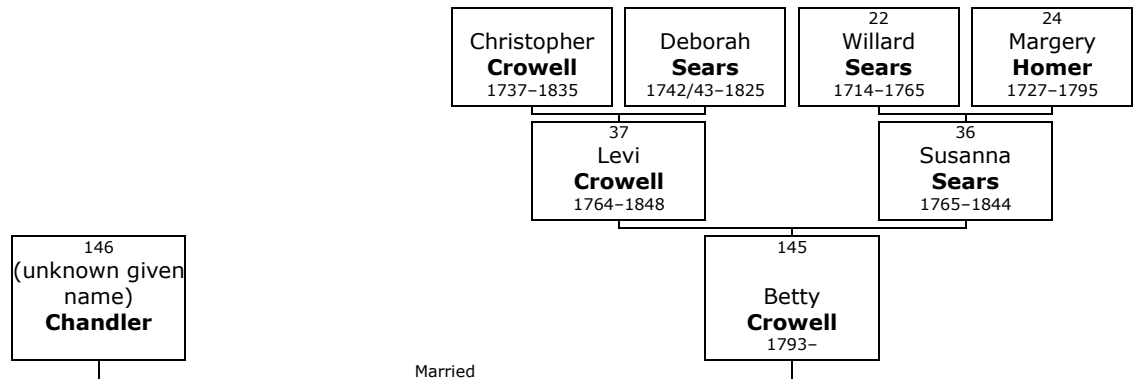 Christopher
Crowell
1737–1835
Deborah
Sears
1742/43–1825
22
Willard
Sears
1714–1765
24
Margery
Homer
1727–1795
37
Levi
Crowell
1764–1848
36
Susanna
Sears
1765–1844
146
(unknown given
name)
Chandler
145
Betty
Crowell
1793–
Married